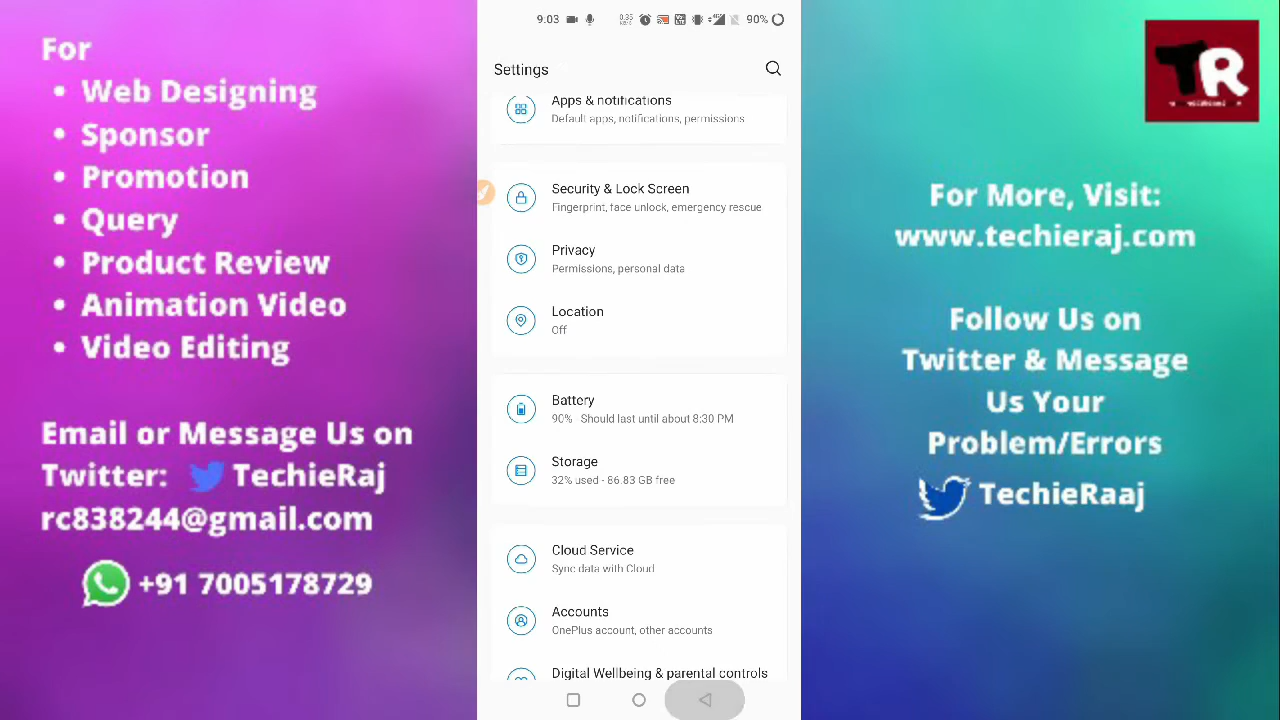 For
• Web Designing
• Sponsor
• Promotion
• Query
• Product Review
• Animation Video
• Video Editing
Email or Message Us on
Twitter: TechieRaj
rc838244@gmail.com
+91 7005178729
9:03
90%
Settings
Apps & notifications
Default apps, notifications, permissions
Security & Lock Screen
Fingerprint, face unlock, emergency rescue
Privacy
Permissions, personal data
Location
Off
Battery
90% Should last until about 8:30 PM
Storage
32% used - 86.83 GB free
Cloud Service
Sync data with Cloud
Accounts
OnePlus account, other accounts
Digital Wellbeing & parental controls
TR
For More, Visit:
www.techieraj.com
Follow Us on
Twitter & Message
Us Your
Problem/Errors
TechieRaaj